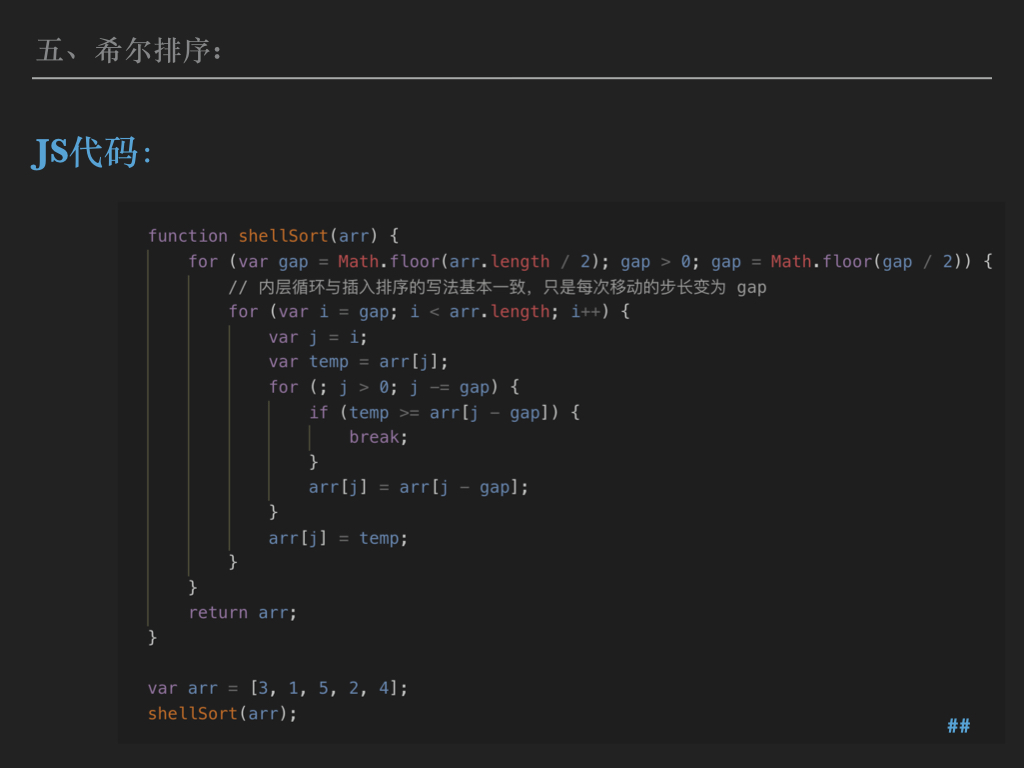 五、希尔排序:
JS代码:
function shellSort(arr) {
    for (var gap = Math.floor(arr.length / 2); gap > 0; gap = Math.floor(gap / 2)) {
        // 内层循环与插入排序的写法基本一致，只是每次移动的步长变为 gap
        for (var i = gap; i < arr.length; i++) {
            var j = i;
            var temp = arr[j];
            for (; j > 0; j -= gap) {
                if (temp >= arr[j - gap]) {
                    break;
                }
                arr[j] = arr[j - gap];
            }
            arr[j] = temp;
        }
    }
    return arr;
}
var arr = [3, 1, 5, 2, 4];
shellSort(arr);
##